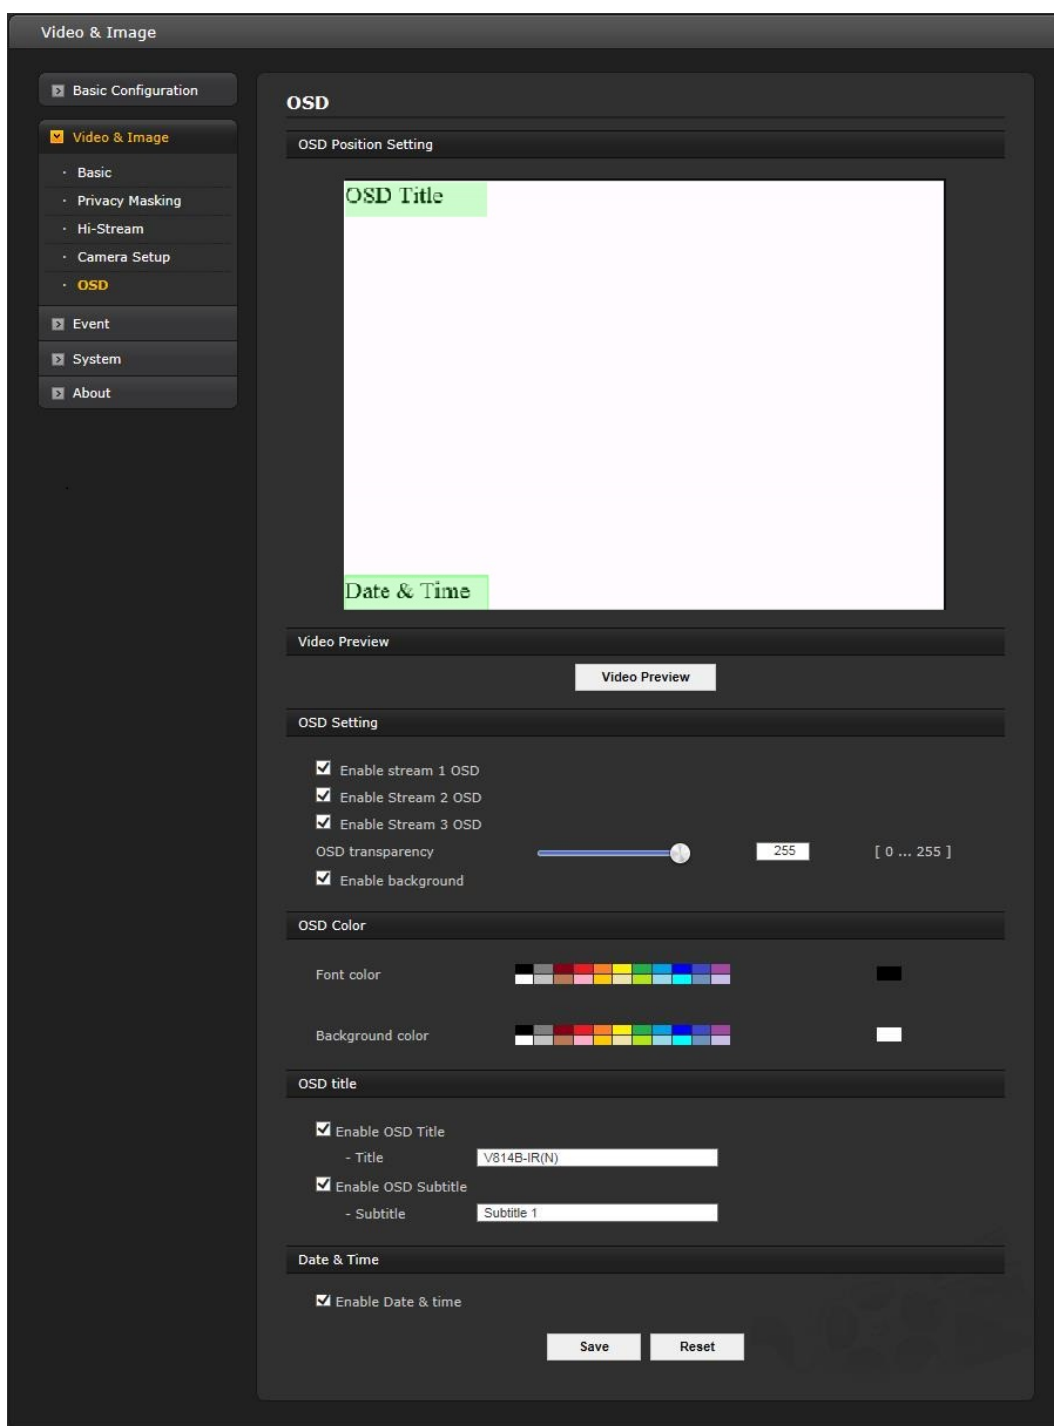 Video & Image
Basic Configuration
Video & Image
· Basic
· Privacy Masking
· Hi-Stream
· Camera Setup
· OSD
Event
System
About
OSD
OSD Position Setting
OSD Title
Date & Time
Video Preview
Video Preview
OSD Setting
Enable stream 1 OSD
Enable Stream 2 OSD
Enable Stream 3 OSD
OSD transparency 255 [ 0 ... 255 ]
Enable background
OSD Color
Font color
Background color
OSD title
Enable OSD Title
- Title V814B-IR(N)
Enable OSD Subtitle
- Subtitle Subtitle 1
Date & Time
Enable Date & time
Save Reset